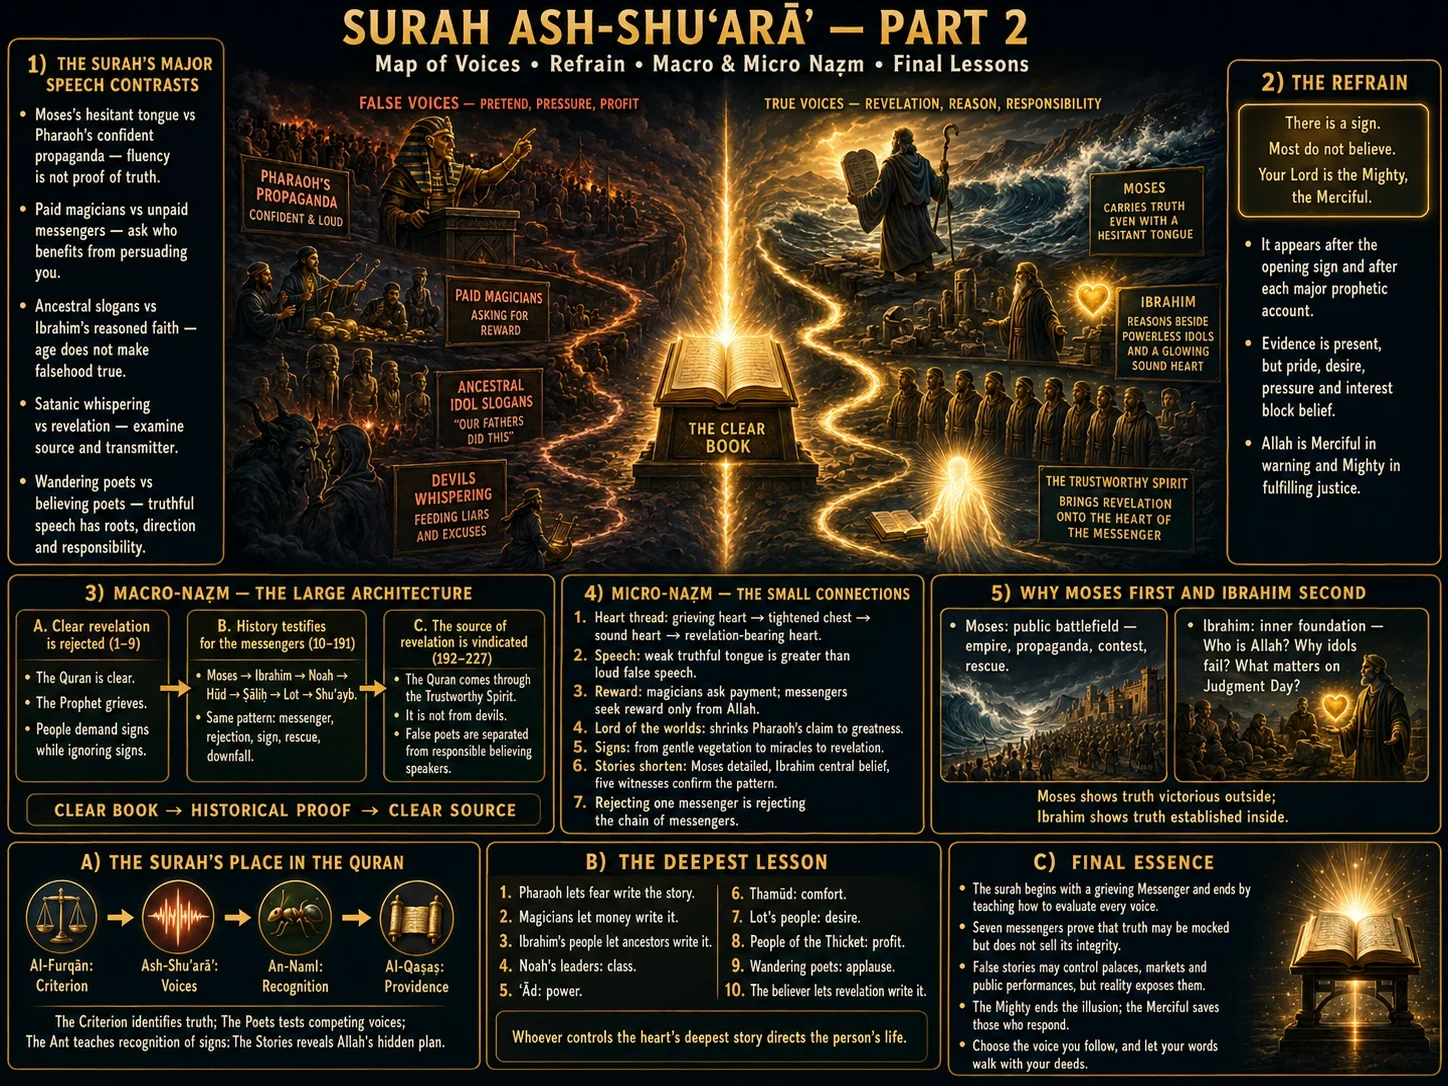 SURAH ASH-SHU‘ARĀ’ — PART 2
Map of Voices • Refrain • Macro & Micro Naẓm • Final Lessons
1) THE SURAH'S MAJOR
SPEECH CONTRASTS
• Moses's hesitant tongue vs
Pharaoh's confident
propaganda — fluency
is not proof of truth.
• Paid magicians vs unpaid
messengers — ask who
benefits from persuading
you.
• Ancestral slogans vs
Ibrahim's reasoned faith —
age does not make
falsehood true.
• Satanic whispering
vs revelation — examine
source and transmitter.
• Wandering poets vs
believing poets — truthful
speech has roots, direction
and responsibility.
FALSE VOICES — PRETEND, PRESSURE, PROFIT
PHARAOH'S
PROPAGANDA
CONFIDENT & LOUD
PAID MAGICIANS
ASKING FOR
REWARD
ANCESTRAL
IDOL SLOGANS
"OUR FATHERS
DID THIS"
DEVILS
WHISPERING
FEEDING LIARS
AND EXCUSES
THE CLEAR
BOOK
TRUE VOICES — REVELATION, REASON, RESPONSIBILITY
MOSES
CARRIES TRUTH
EVEN WITH A
HESITANT TONGUE
IBRAHIM
REASONS BESIDE
POWERLESS IDOLS
AND A GLOWING
SOUND HEART
THE TRUSTWORTHY SPIRIT
BRINGS REVELATION
ONTO THE HEART OF
THE MESSENGER
2) THE REFRAIN
There is a sign.
Most do not believe.
Your Lord is the Mighty,
the Merciful.
• It appears after the
opening sign and after
each major prophetic
account.
• Evidence is present,
but pride, desire,
pressure and interest
block belief.
• Allah is Merciful in
warning and Mighty in
fulfilling justice.
3) MACRO-NAẒM — THE LARGE ARCHITECTURE
A. Clear revelation
is rejected (1–9)
• The Quran is clear.
• The Prophet grieves.
• People demand signs
while ignoring signs.
B. History testifies
for the messengers (10–191)
• Moses → Ibrahim → Noah →
Hūd → Ṣāliḥ → Lot → Shu'ayb.
• Same pattern: messenger,
rejection, sign, rescue,
downfall.
C. The source of
revelation is vindicated
(192–227)
• The Quran comes through
the Trustworthy Spirit.
• It is not from devils.
• False poets are separated
from responsible believing
speakers.
CLEAR BOOK → HISTORICAL PROOF → CLEAR SOURCE
4) MICRO-NAẒM — THE SMALL CONNECTIONS
1. Heart thread: grieving heart → tightened chest →
sound heart → revelation-bearing heart.
2. Speech: weak truthful tongue is greater than
loud false speech.
3. Reward: magicians ask payment; messengers
seek reward only from Allah.
4. Lord of the worlds: shrinks Pharaoh's claim to greatness.
5. Signs: from gentle vegetation to miracles to revelation.
6. Stories shorten: Moses detailed, Ibrahim central belief,
five witnesses confirm the pattern.
7. Rejecting one messenger is rejecting
the chain of messengers.
5) WHY MOSES FIRST AND IBRAHIM SECOND
• Moses: public battlefield —
empire, propaganda, contest,
rescue.
• Ibrahim: inner foundation —
Who is Allah? Why idols
fail? What matters on
Judgment Day?
Moses shows truth victorious outside;
Ibrahim shows truth established inside.
A) THE SURAH'S PLACE IN THE QURAN
Al-Furqān:
Criterion
Ash-Shu'arā':
Voices
An-Naml:
Recognition
Al-Qaṣaṣ:
Providence
The Criterion identifies truth; The Poets tests competing voices;
The Ant teaches recognition of signs; The Stories reveals Allah's hidden plan.
B) THE DEEPEST LESSON
1. Pharaoh lets fear write the story.
2. Magicians let money write it.
3. Ibrahim's people let ancestors write it.
4. Noah's leaders: class.
5. ‘Ād: power.
6. Thamūd: comfort.
7. Lot's people: desire.
8. People of the Thicket: profit.
9. Wandering poets: applause.
10. The believer lets revelation write it.
Whoever controls the heart's deepest story directs the person's life.
C) FINAL ESSENCE
• The surah begins with a grieving Messenger and ends by
teaching how to evaluate every voice.
• Seven messengers prove that truth may be mocked
but does not sell its integrity.
• False stories may control palaces, markets and
public performances, but reality exposes them.
• The Mighty ends the illusion; the Merciful saves
those who respond.
• Choose the voice you follow, and let your words
walk with your deeds.